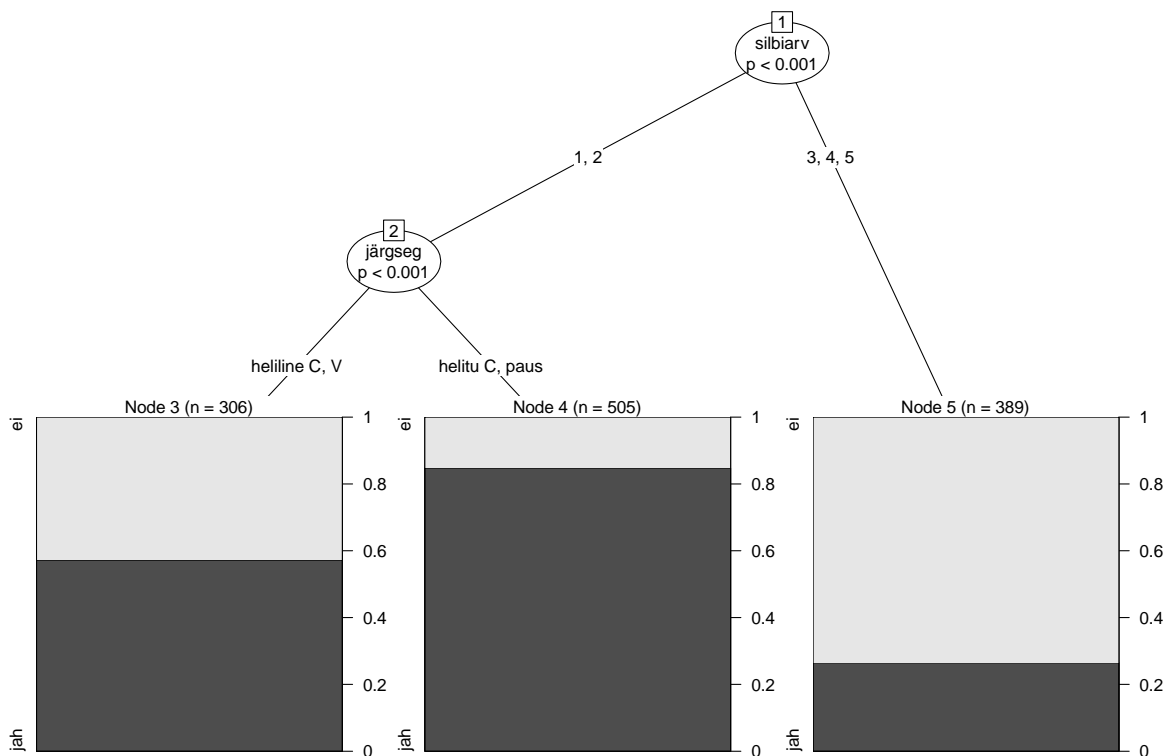 1
silbiarv
p < 0.001
1, 2
3, 4, 5
2
järgseg
p < 0.001
heliline C, V
helitu C, paus
Node 3 (n = 306)
ei
jah
1
0.8
0.6
0.4
0.2
0
Node 4 (n = 505)
ei
jah
1
0.8
0.6
0.4
0.2
0
Node 5 (n = 389)
ei
jah
1
0.8
0.6
0.4
0.2
0